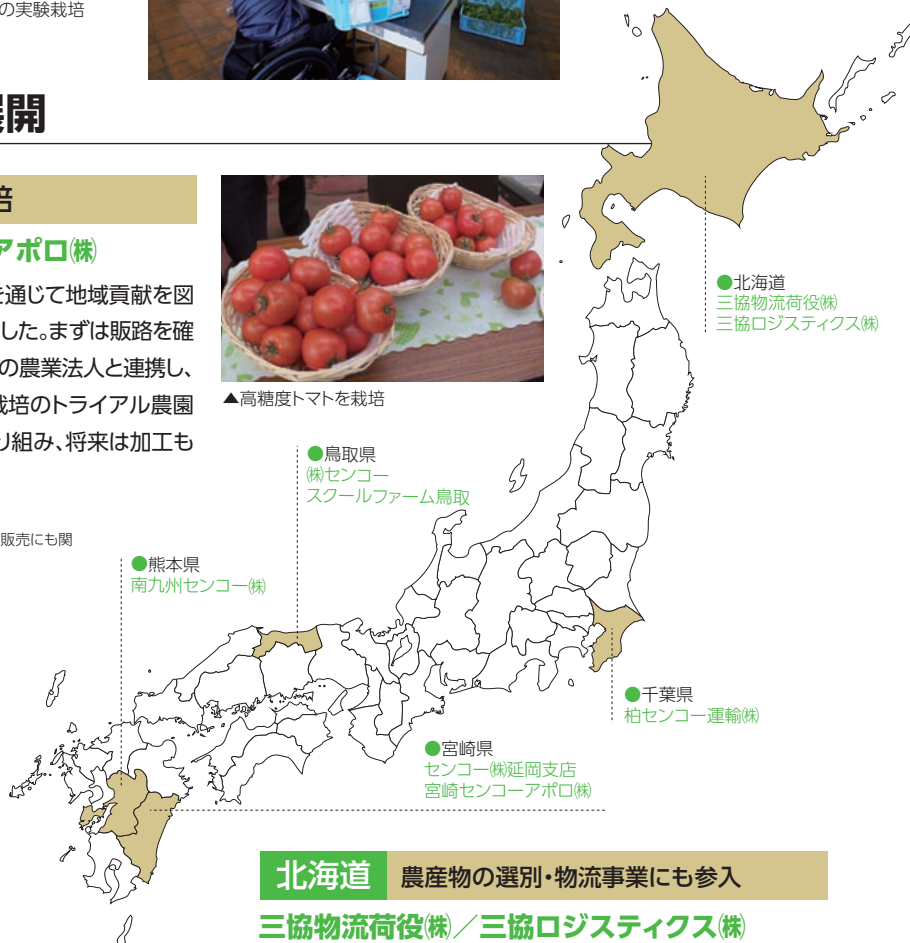 の実験栽培
展開
培
アポロ㈱
を通じて地域貢献を図
した。まずは販路を確
の農業法人と連携し、
栽培のトライアル農園
り組み、将来は加工も
販売にも関
▲高糖度トマトを栽培
●北海道
三協物流荷役㈱
三協ロジスティクス㈱
●鳥取県
㈱センコー
スクールファーム鳥取
●熊本県
南九州センコー㈱
●千葉県
柏センコー運輸㈱
●宮崎県
センコー㈱延岡支店
宮崎センコーアポロ㈱
北海道 農産物の選別・物流事業にも参入
三協物流荷役㈱／三協ロジスティクス㈱